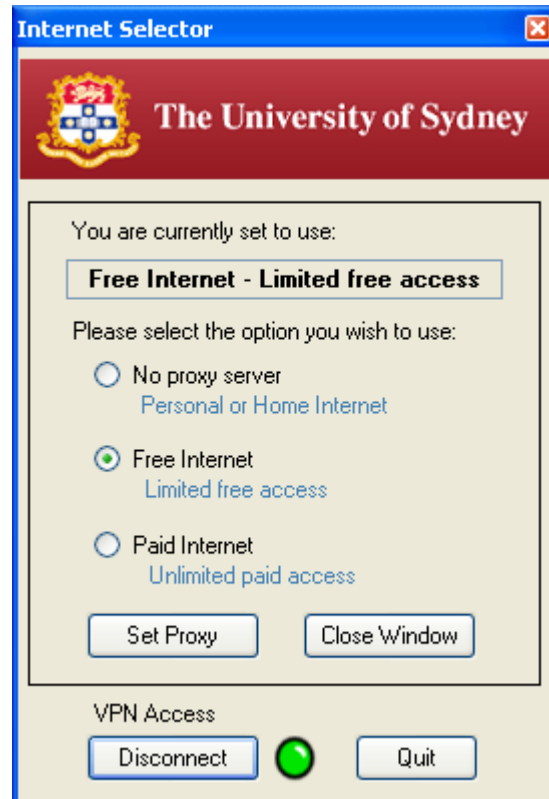 Internet Selector
The University of Sydney
You are currently set to use:
Free Internet - Limited free access
Please select the option you wish to use:
No proxy server
Personal or Home Internet
Free Internet
Limited free access
Paid Internet
Unlimited paid access
Set Proxy Close Window
VPN Access
Disconnect Quit